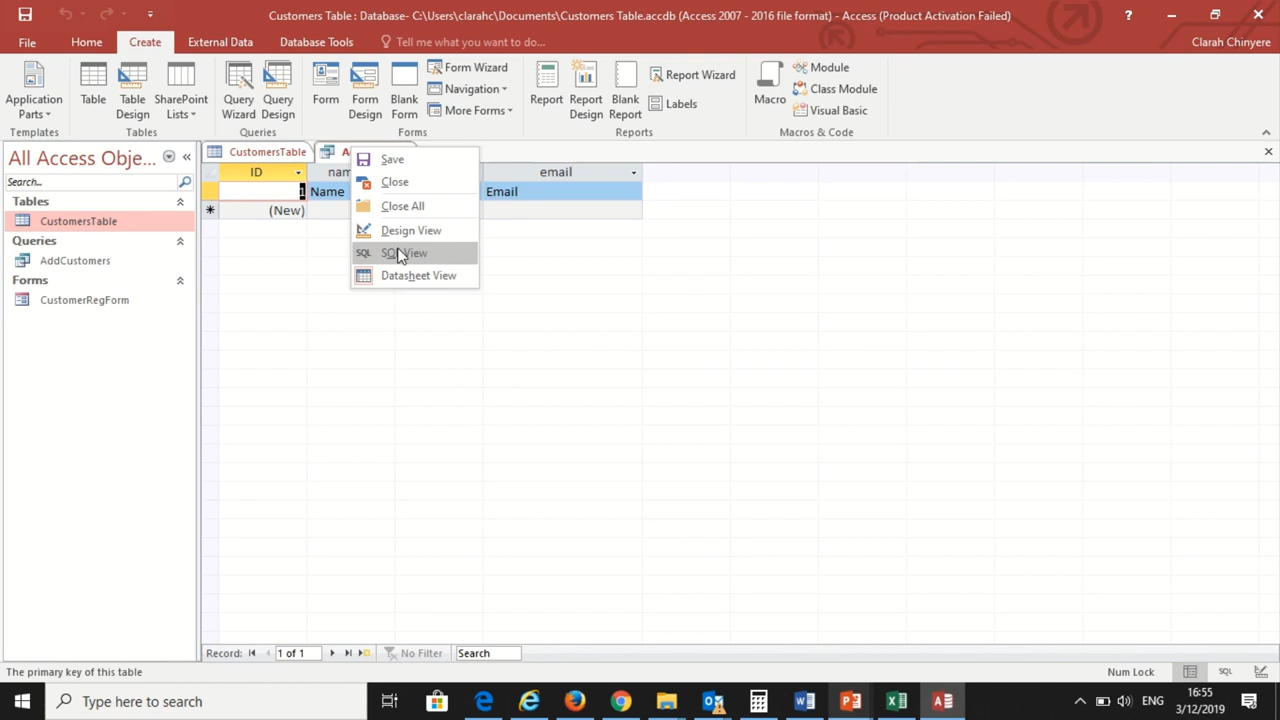 Customers Table : Database- C:\Users\clarahc\Documents\Customers Table.accdb (Access 2007 - 2016 file format) - Access (Product Activation Failed)
?
File Home Create External Data Database Tools Tell me what you want to do... Clarah Chinyere
Application Parts
Table
Table Design
SharePoint Lists
Query Wizard
Query Design
Form
Form Design
Blank Form
Form Wizard
Navigation
More Forms
Report
Report Design
Blank Report
Report Wizard
Labels
Macro
Module
Class Module
Visual Basic
Templates Tables Queries Forms Reports Macros & Code
All Access Obje...
Search...
Tables
CustomersTable
Queries
AddCustomers
Forms
CustomerRegForm
CustomersTable A
ID nam email
1 Name Email
(New)
Save
Close
Close All
Design View
SQL SQL View
Datasheet View
Record: 1 of 1 No Filter Search
The primary key of this table Num Lock SQL
Type here to search
ENG
16:55
3/12/2019